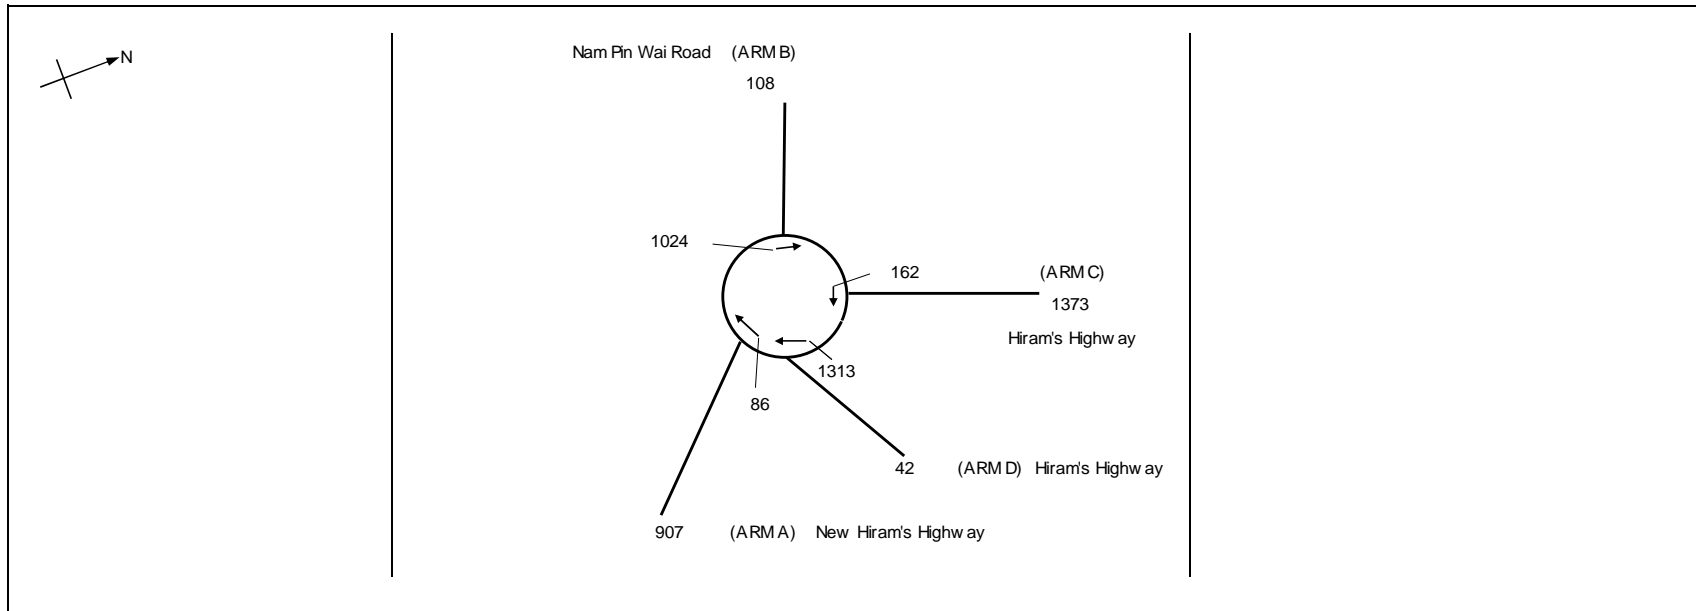 N
Nam Pin Wai Road (ARM B)
108
1024
162
(ARM C)
1373
Hiram's Highway
1313
86
42 (ARM D) Hiram's Highway
907 (ARM A) New Hiram's Highway